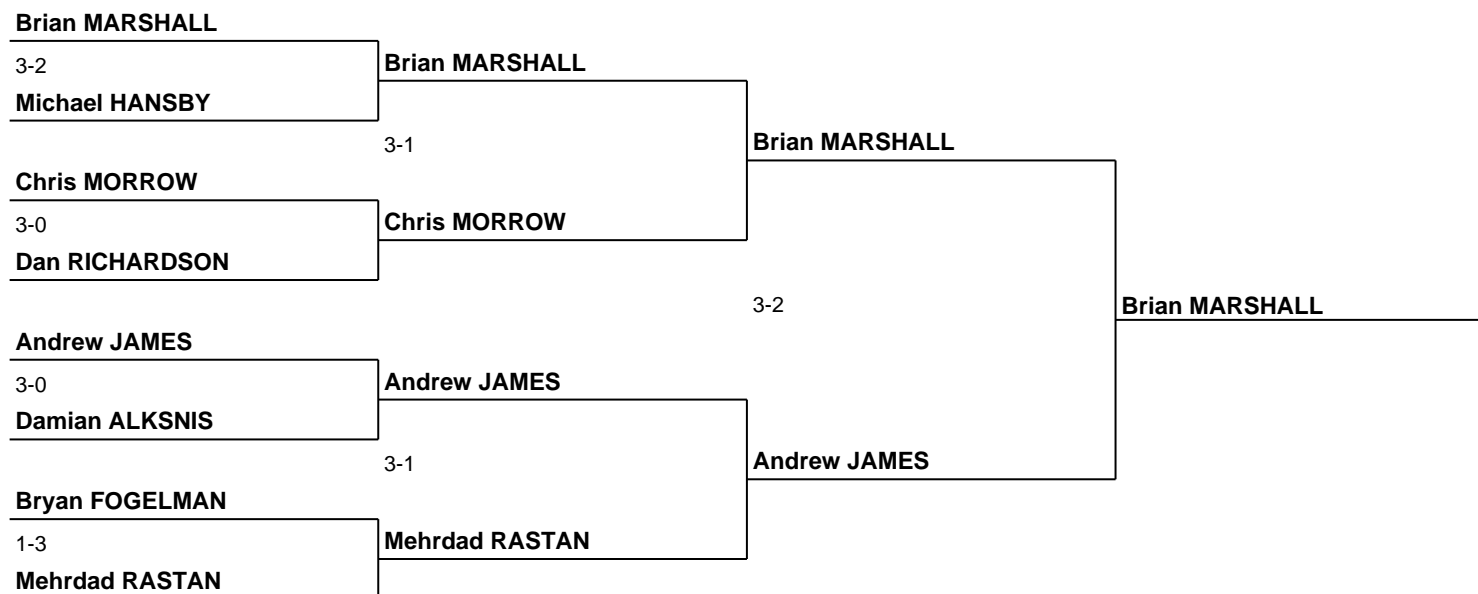 Brian MARSHALL
3-2
Michael HANSBY
Brian MARSHALL
3-1
Chris MORROW
3-0
Dan RICHARDSON
Chris MORROW
Brian MARSHALL
3-2
Brian MARSHALL
Andrew JAMES
3-0
Damian ALKSNIS
Andrew JAMES
3-1
Andrew JAMES
Bryan FOGELMAN
1-3
Mehrdad RASTAN
Mehrdad RASTAN